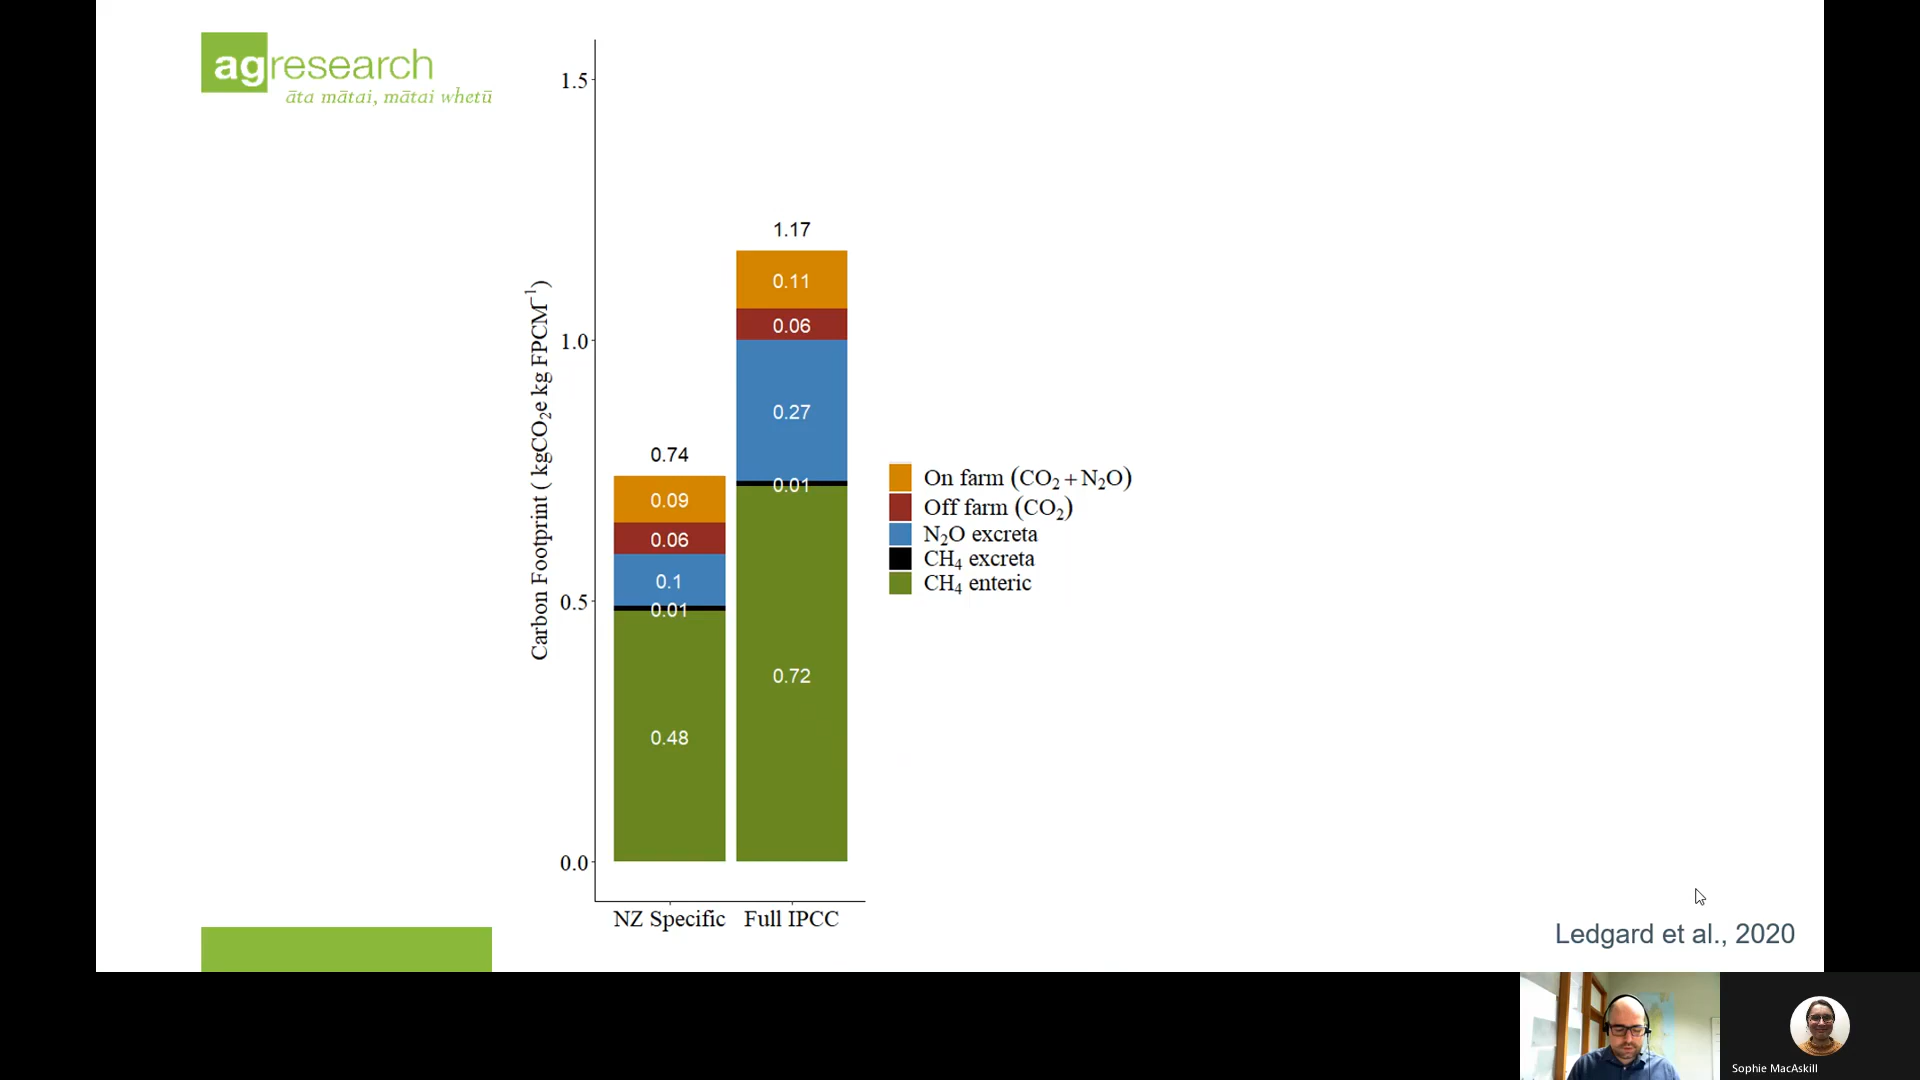 agresearch
āta mātai, mātai whetū
1.5
1.0
0.5
0.0
Carbon Footprint ( kgCO₂e kg FPCM⁻¹)
1.17
0.11
0.06
0.27
0.01
0.72
0.74
0.09
0.06
0.1
0.01
0.48
On farm (CO₂ + N₂O)
Off farm (CO₂)
N₂O excreta
CH₄ excreta
CH₄ enteric
NZ Specific
Full IPCC
Ledgard et al., 2020
Sophie MacAskill